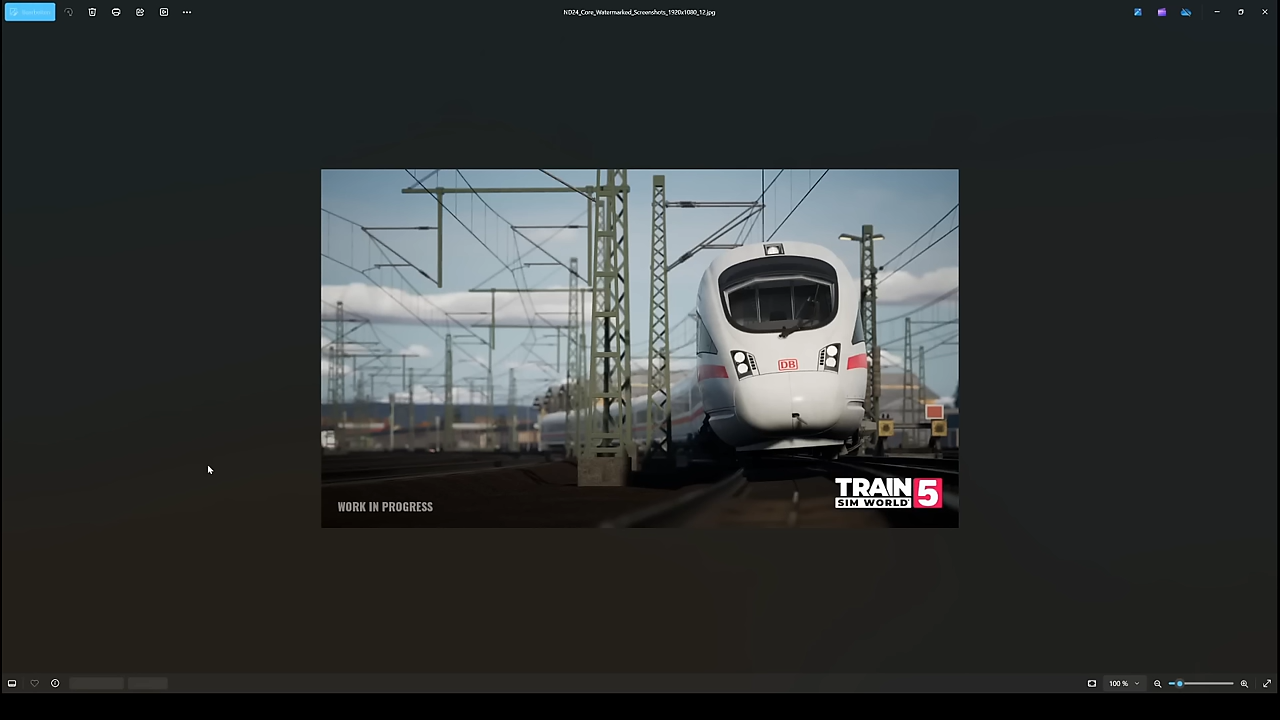 ND24_Core_Watermarked_Screenshots_1920x1080_12.jpg
DB
WORK IN PROGRESS
TRAIN
SIM WORLD
5
100 %